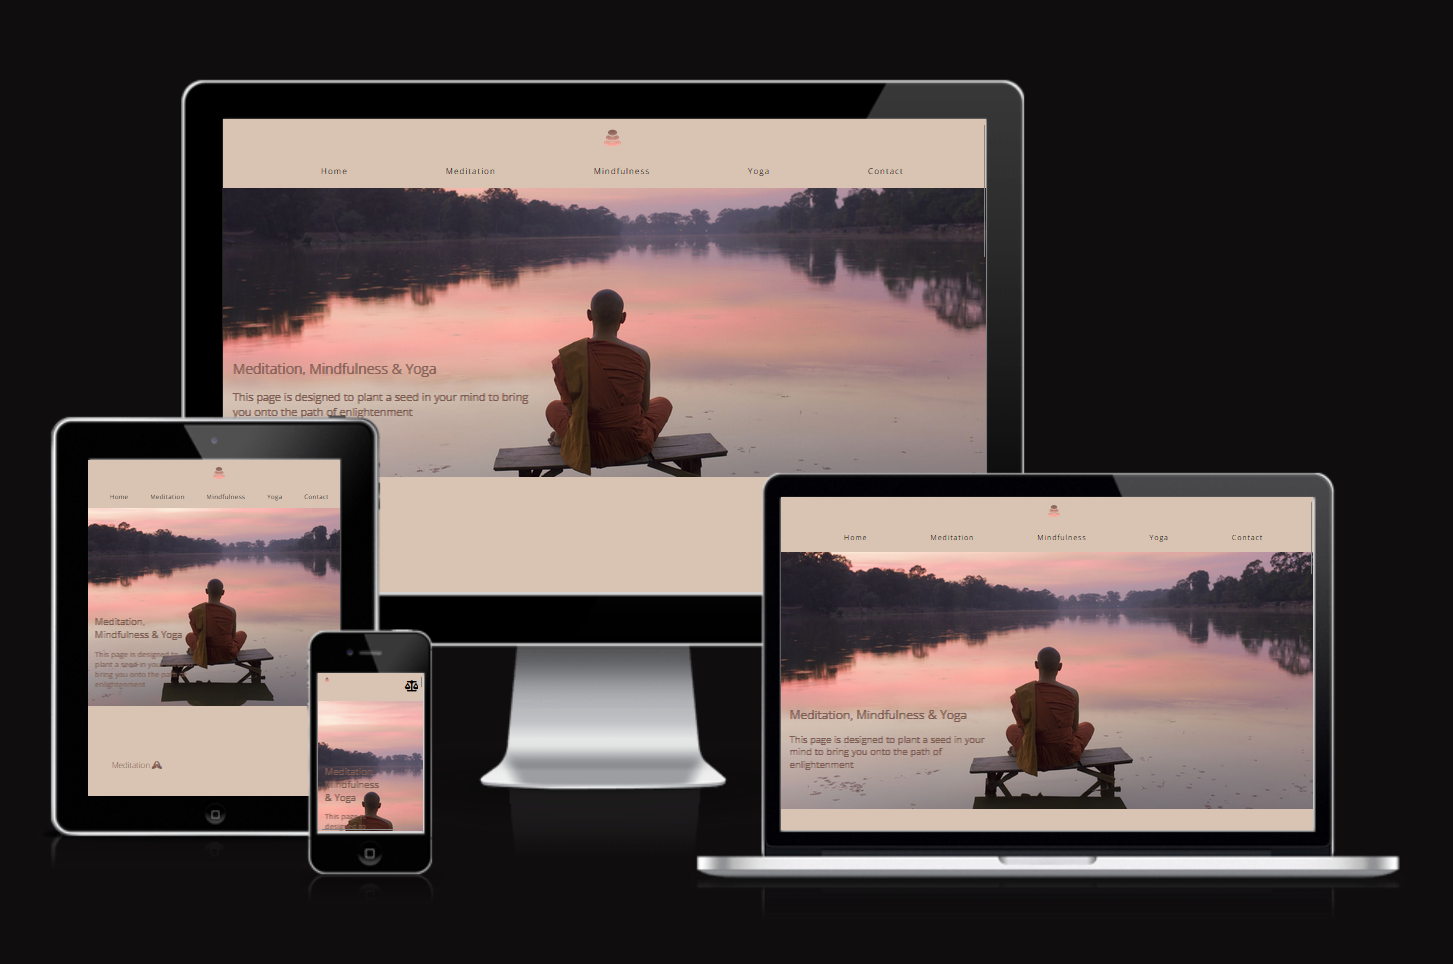 Home Meditation Mindfulness Yoga Contact
Meditation, Mindfulness & Yoga
This page is designed to plant a seed in your mind to bring
you onto the path of enlightenment
Home Meditation Mindfulness Yoga Contact
Meditation,
Mindfulness & Yoga
This page is designed to
plant a seed in your
bring you onto the path
enlightenment
Meditation
Meditation,
Mindfulness
& Yoga
This page
designed to
Home Meditation Mindfulness Yoga Contact
Meditation, Mindfulness & Yoga
This page is designed to plant a seed in your
mind to bring you onto the path of
enlightenment